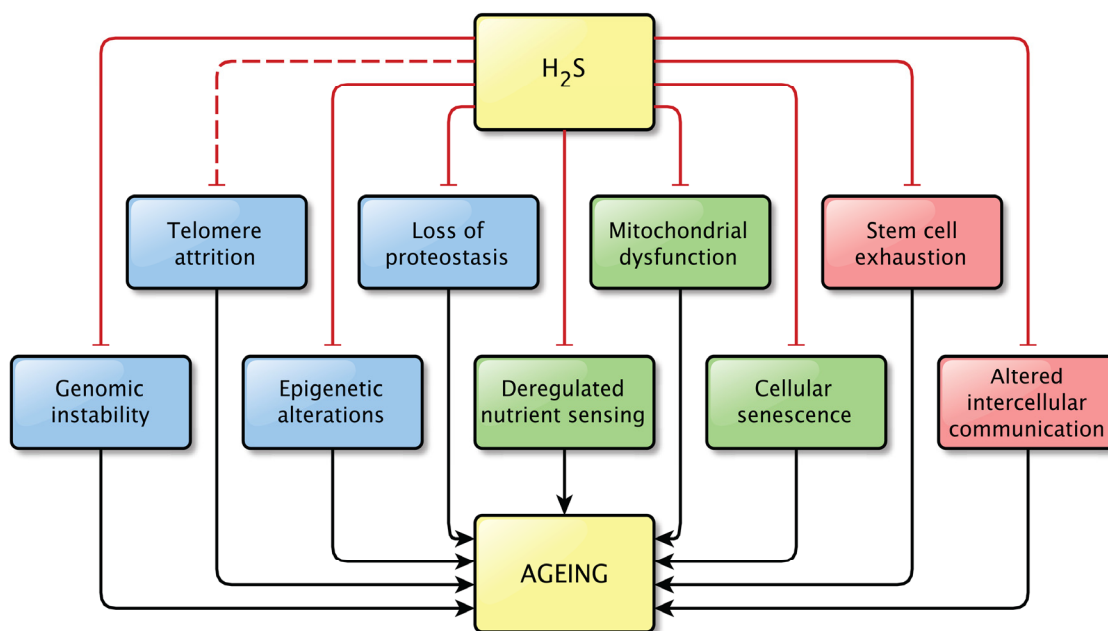 H₂S
Telomere
attrition
Loss of
proteostasis
Mitochondrial
dysfunction
Stem cell
exhaustion
Genomic
instability
Epigenetic
alterations
Deregulated
nutrient sensing
Cellular
senescence
Altered
intercellular
communication
AGEING